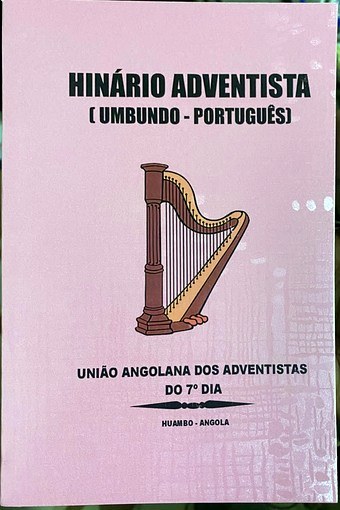 HINÁRIO ADVENTISTA
( UMBUNDO - PORTUGUÊS)
UNIÃO ANGOLANA DOS ADVENTISTAS
DO 7º DIA
HUAMBO - ANGOLA